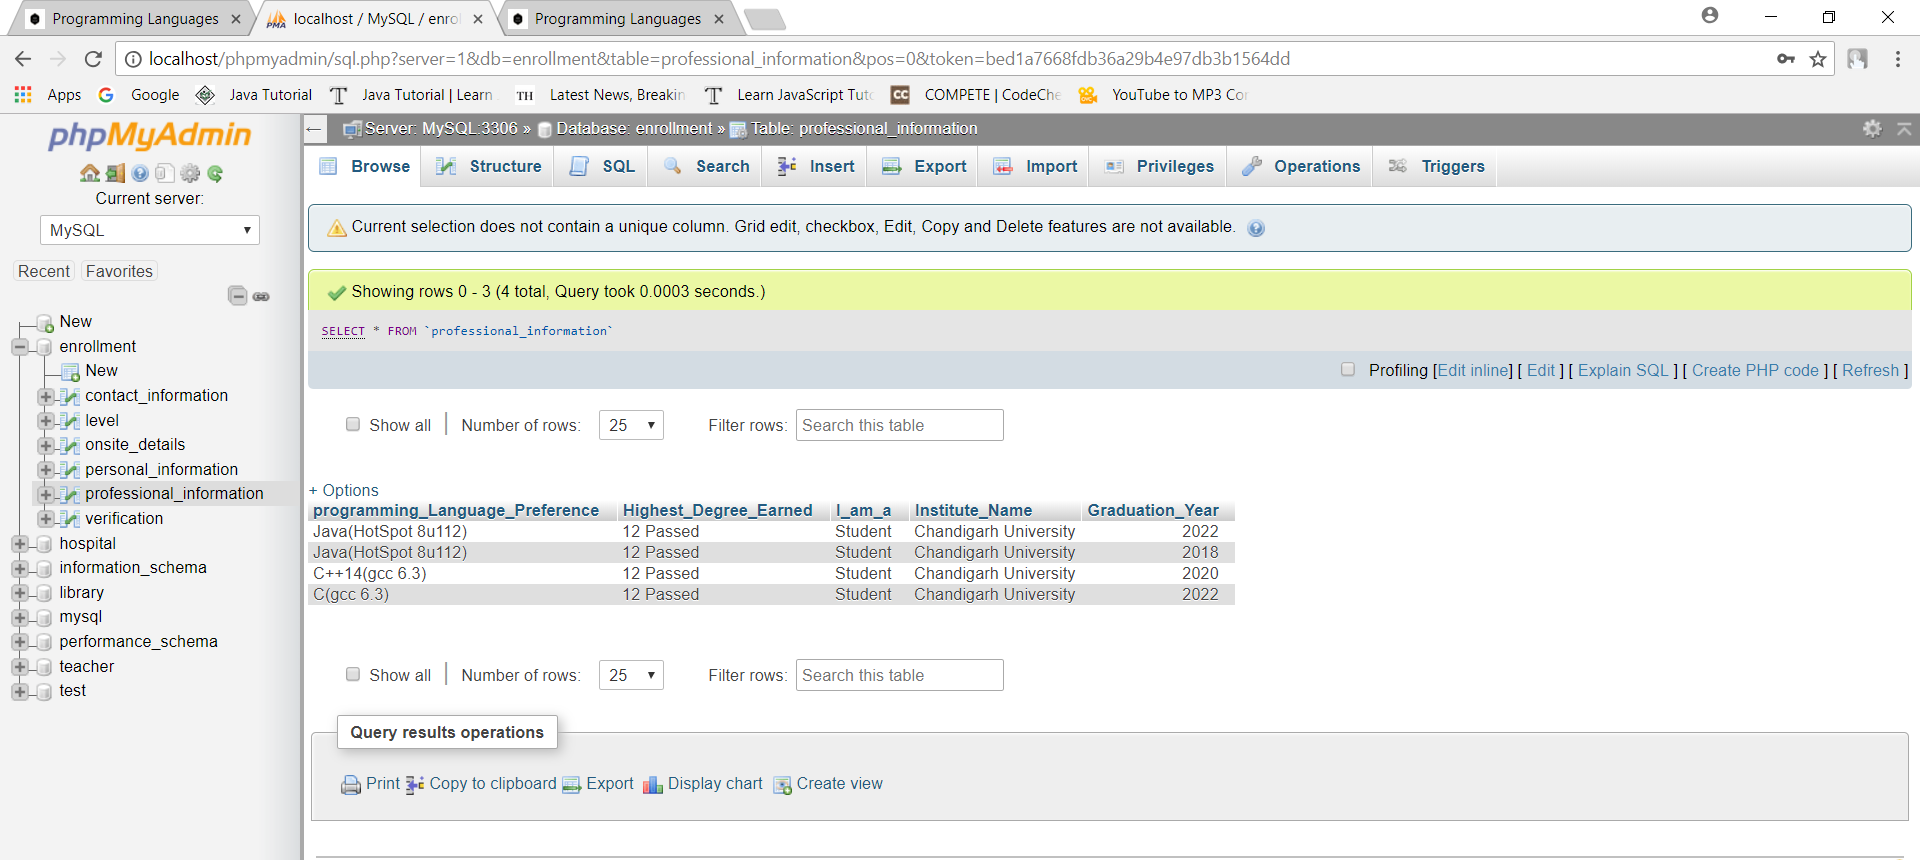 Programming Languages
localhost / MySQL / enrol
Programming Languages
localhost/phpmyadmin/sql.php?server=1&db=enrollment&table=professional_information&pos=0&token=bed1a7668fdb36a29b4e97db3b1564dd
Apps Google Java Tutorial Java Tutorial | Learn TH Latest News, Breakin Learn JavaScript Tuto CC COMPETE | CodeChe YouTube to MP3 Con
phpMyAdmin
Current server:
MySQL
Recent Favorites
New
enrollment
New
contact_information
level
onsite_details
personal_information
professional_information
verification
hospital
information_schema
library
mysql
performance_schema
teacher
test
Server: MySQL:3306 » Database: enrollment » Table: professional_information
Browse Structure SQL Search Insert Export Import Privileges Operations Triggers
Current selection does not contain a unique column. Grid edit, checkbox, Edit, Copy and Delete features are not available.
Showing rows 0 - 3 (4 total, Query took 0.0003 seconds.)
SELECT * FROM `professional_information`
Profiling [Edit inline] [ Edit ] [ Explain SQL ] [ Create PHP code ] [ Refresh ]
Show all | Number of rows: 25 Filter rows: Search this table
+ Options
programming_Language_Preference Highest_Degree_Earned I_am_a Institute_Name Graduation_Year
Java(HotSpot 8u112) 12 Passed Student Chandigarh University 2022
Java(HotSpot 8u112) 12 Passed Student Chandigarh University 2018
C++14(gcc 6.3) 12 Passed Student Chandigarh University 2020
C(gcc 6.3) 12 Passed Student Chandigarh University 2022
Show all | Number of rows: 25 Filter rows: Search this table
Query results operations
Print Copy to clipboard Export Display chart Create view